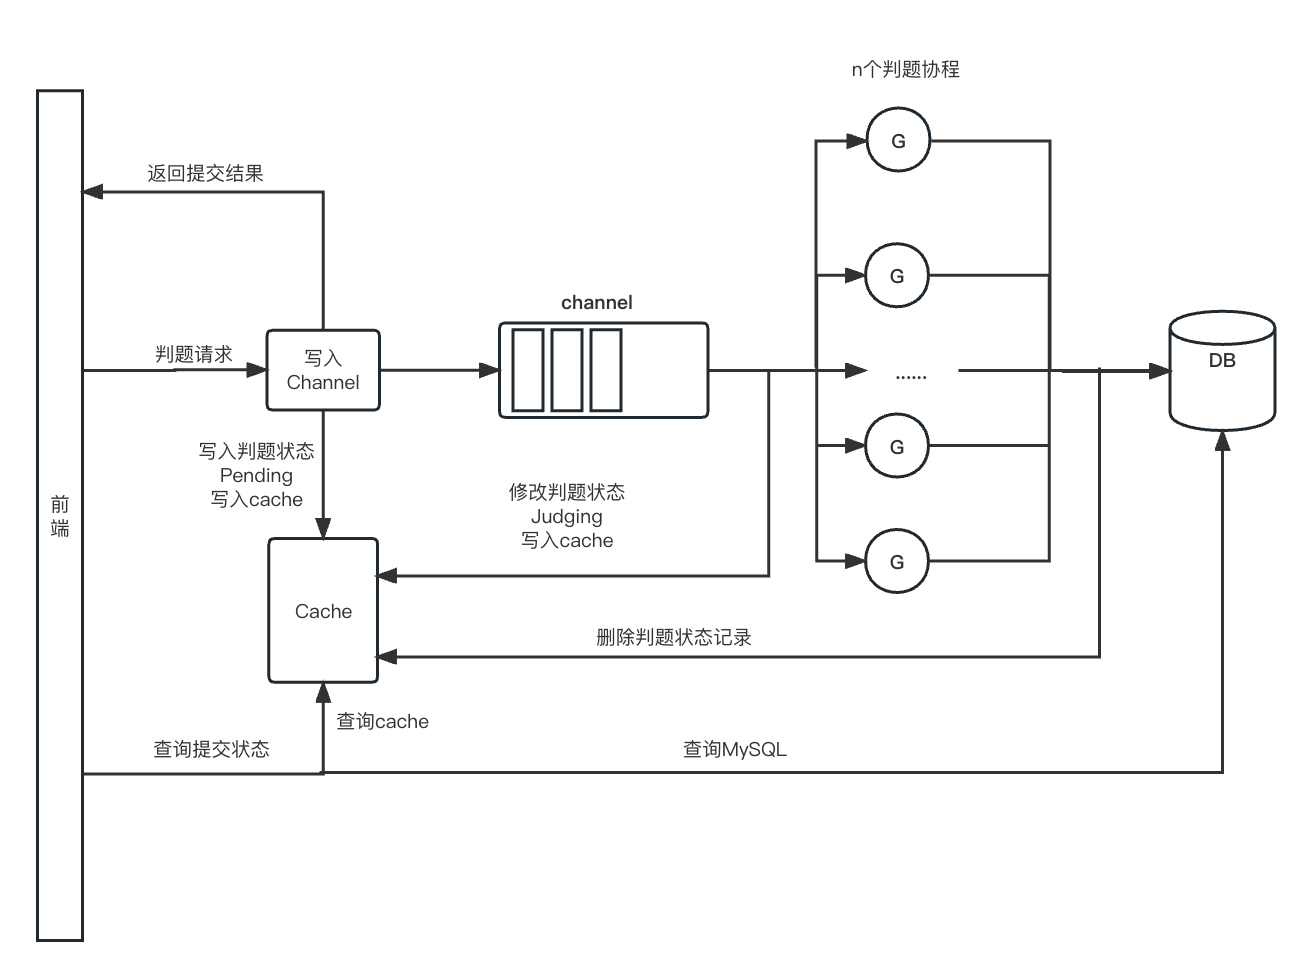 n个判题协程
G
返回提交结果
G
channel
判题请求
写入
Channel
DB
......
写入判题状态
Pending
写入cache
G
前
端
修改判题状态
Judging
写入cache
G
Cache
删除判题状态记录
查询cache
查询提交状态
查询MySQL